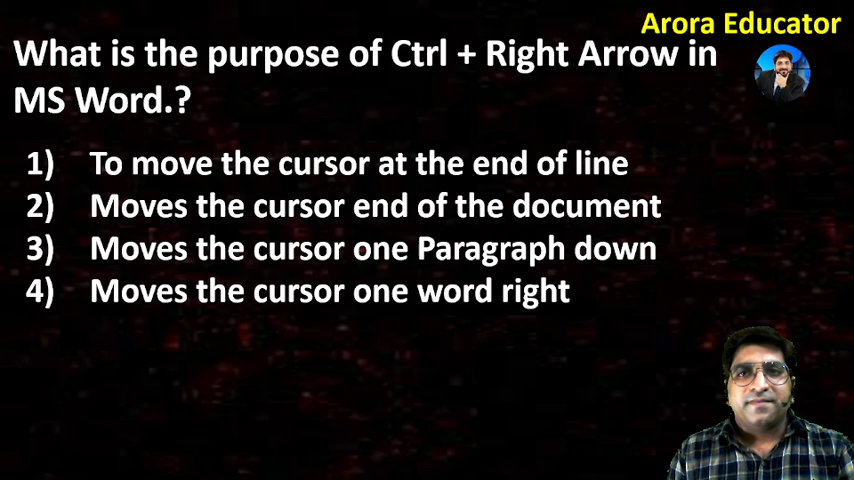 Arora Educator
What is the purpose of Ctrl + Right Arrow in
MS Word.?
1) To move the cursor at the end of line
2) Moves the cursor end of the document
3) Moves the cursor one Paragraph down
4) Moves the cursor one word right